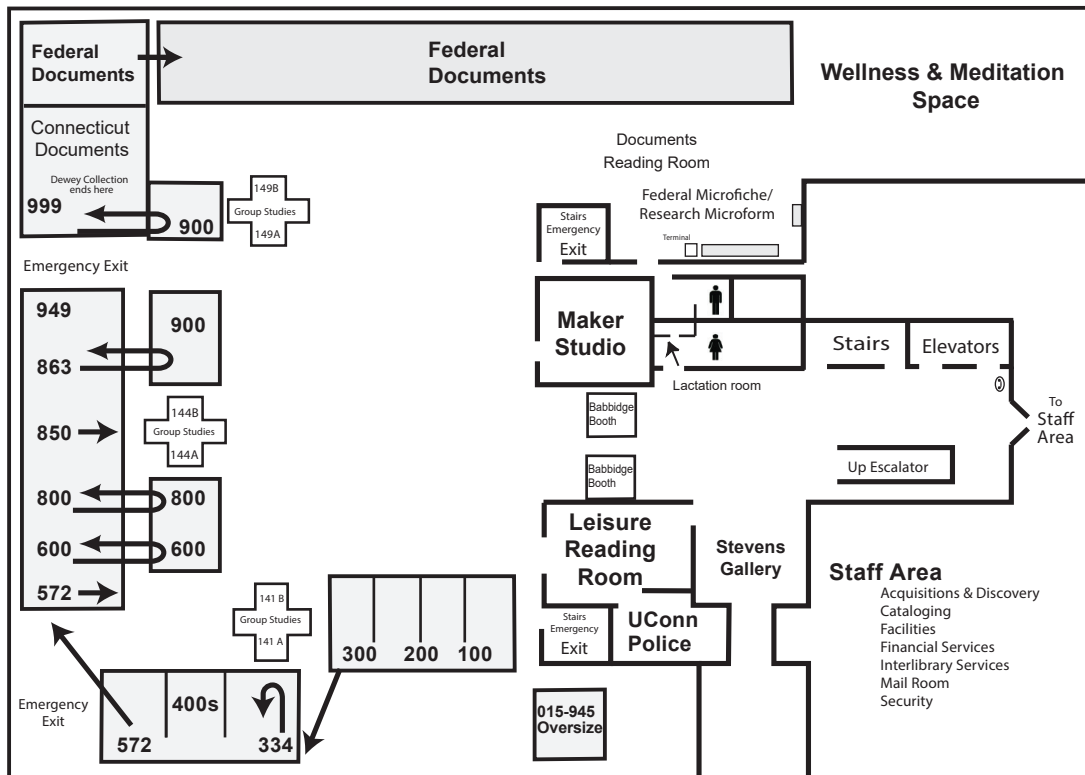 Federal
Documents
Federal
Documents
Wellness & Meditation
Space
Connecticut
Documents
Dewey Collection
ends here
999
900
149B
Group Studies
149A
Documents
Reading Room
Federal Microfiche/
Research Microform
Terminal
Stairs
Emergency
Exit
Emergency Exit
949
900
863
Maker
Studio
Lactation room
Stairs
Elevators
To
Staff
Area
850
144B
Group Studies
144A
Babbidge
Booth
Babbidge
Booth
Up Escalator
800
800
600
600
572
Leisure
Reading
Room
Stevens
Gallery
Staff Area
Acquisitions & Discovery
Cataloging
Facilities
Financial Services
Interlibrary Services
Mail Room
Security
141 B
Group Studies
141 A
300
200
100
Stairs
Emergency
Exit
UConn
Police
Emergency
Exit
400s
572
334
015-945
Oversize